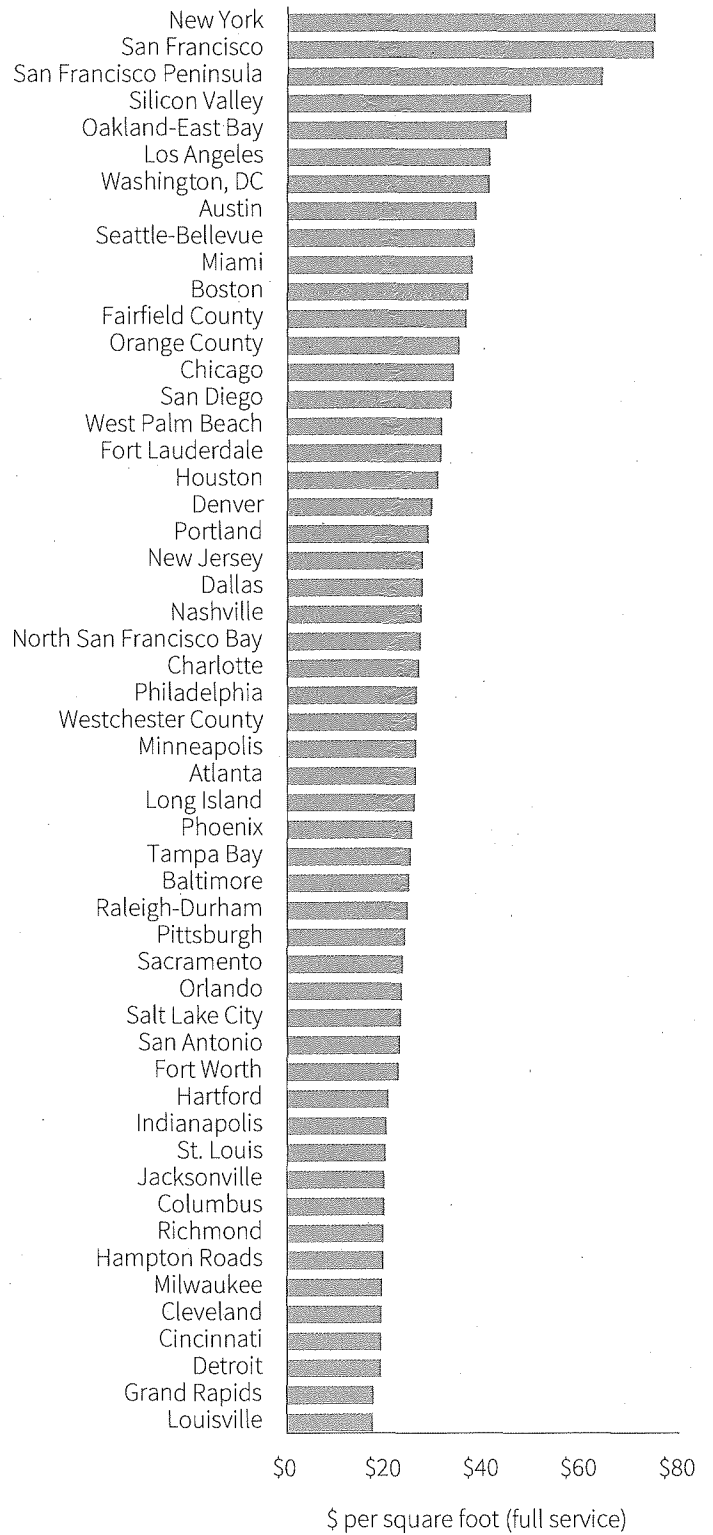 New York
San Francisco
San Francisco Peninsula
Silicon Valley
Oakland-East Bay
Los Angeles
Washington, DC
Austin
Seattle-Bellevue
Miami
Boston
Fairfield County
Orange County
Chicago
San Diego
West Palm Beach
Fort Lauderdale
Houston
Denver
Portland
New Jersey
Dallas
Nashville
North San Francisco Bay
Charlotte
Philadelphia
Westchester County
Minneapolis
Atlanta
Long Island
Phoenix
Tampa Bay
Baltimore
Raleigh-Durham
Pittsburgh
Sacramento
Orlando
Salt Lake City
San Antonio
Fort Worth
Hartford
Indianapolis
St. Louis
Jacksonville
Columbus
Richmond
Hampton Roads
Milwaukee
Cleveland
Cincinnati
Detroit
Grand Rapids
Louisville
$0 $20 $40 $60 $80
$ per square foot (full service)